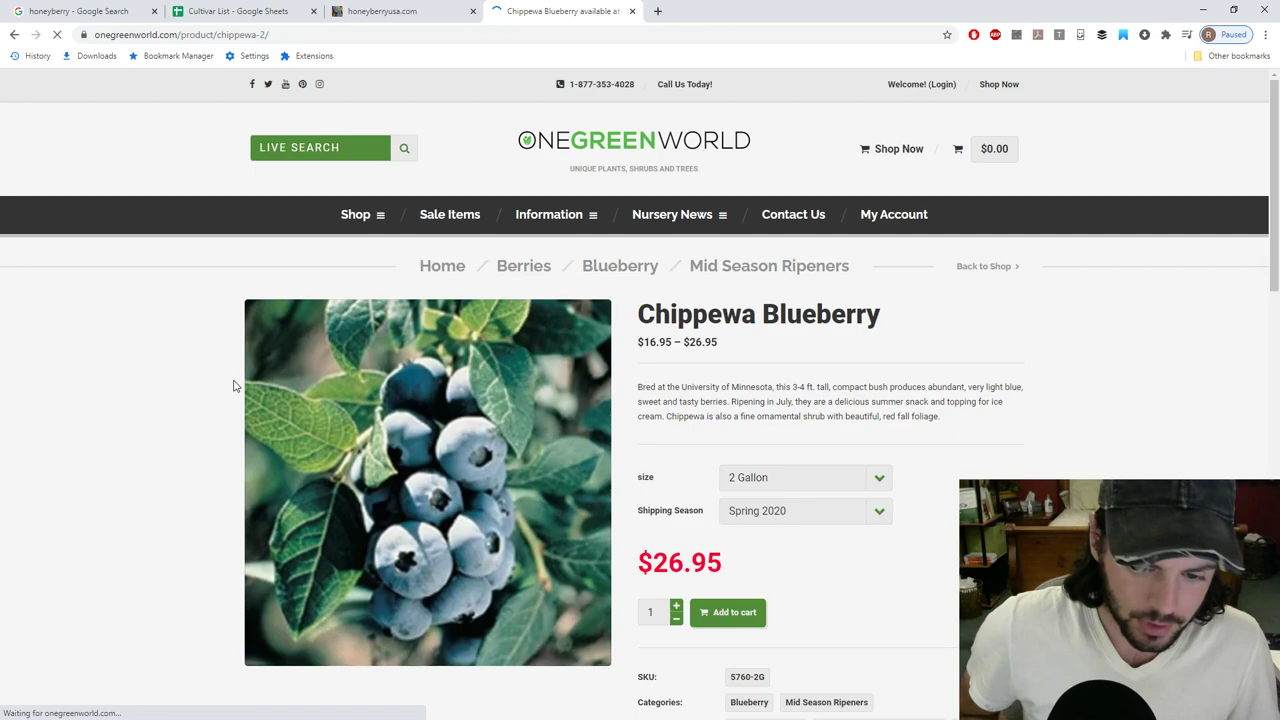 honeyberry - Google Search
Cultivar List - Google Sheets
honeyberryusa.com
Chippewa Blueberry available at
onegreenworld.com/product/chippewa-2/
R Paused
History
Downloads
Bookmark Manager
Settings
Extensions
Other bookmarks
1-877-353-4028 / Call Us Today!
Welcome! (Login) / Shop Now
LIVE SEARCH
ONEGREENWORLD
UNIQUE PLANTS, SHRUBS AND TREES
Shop Now / $0.00
Shop / Sale Items / Information / Nursery News / Contact Us / My Account
Home / Berries / Blueberry / Mid Season Ripeners
Back to Shop
Chippewa Blueberry
$16.95 – $26.95
Bred at the University of Minnesota, this 3-4 ft. tall, compact bush produces abundant, very light blue,
sweet and tasty berries. Ripening in July, they are a delicious summer snack and topping for ice
cream. Chippewa is also a fine ornamental shrub with beautiful, red fall foliage.
size 2 Gallon
Shipping Season Spring 2020
$26.95
1 + − Add to cart
SKU: 5760-2G
Categories: Blueberry Mid Season Ripeners
Waiting for onegreenworld.com...